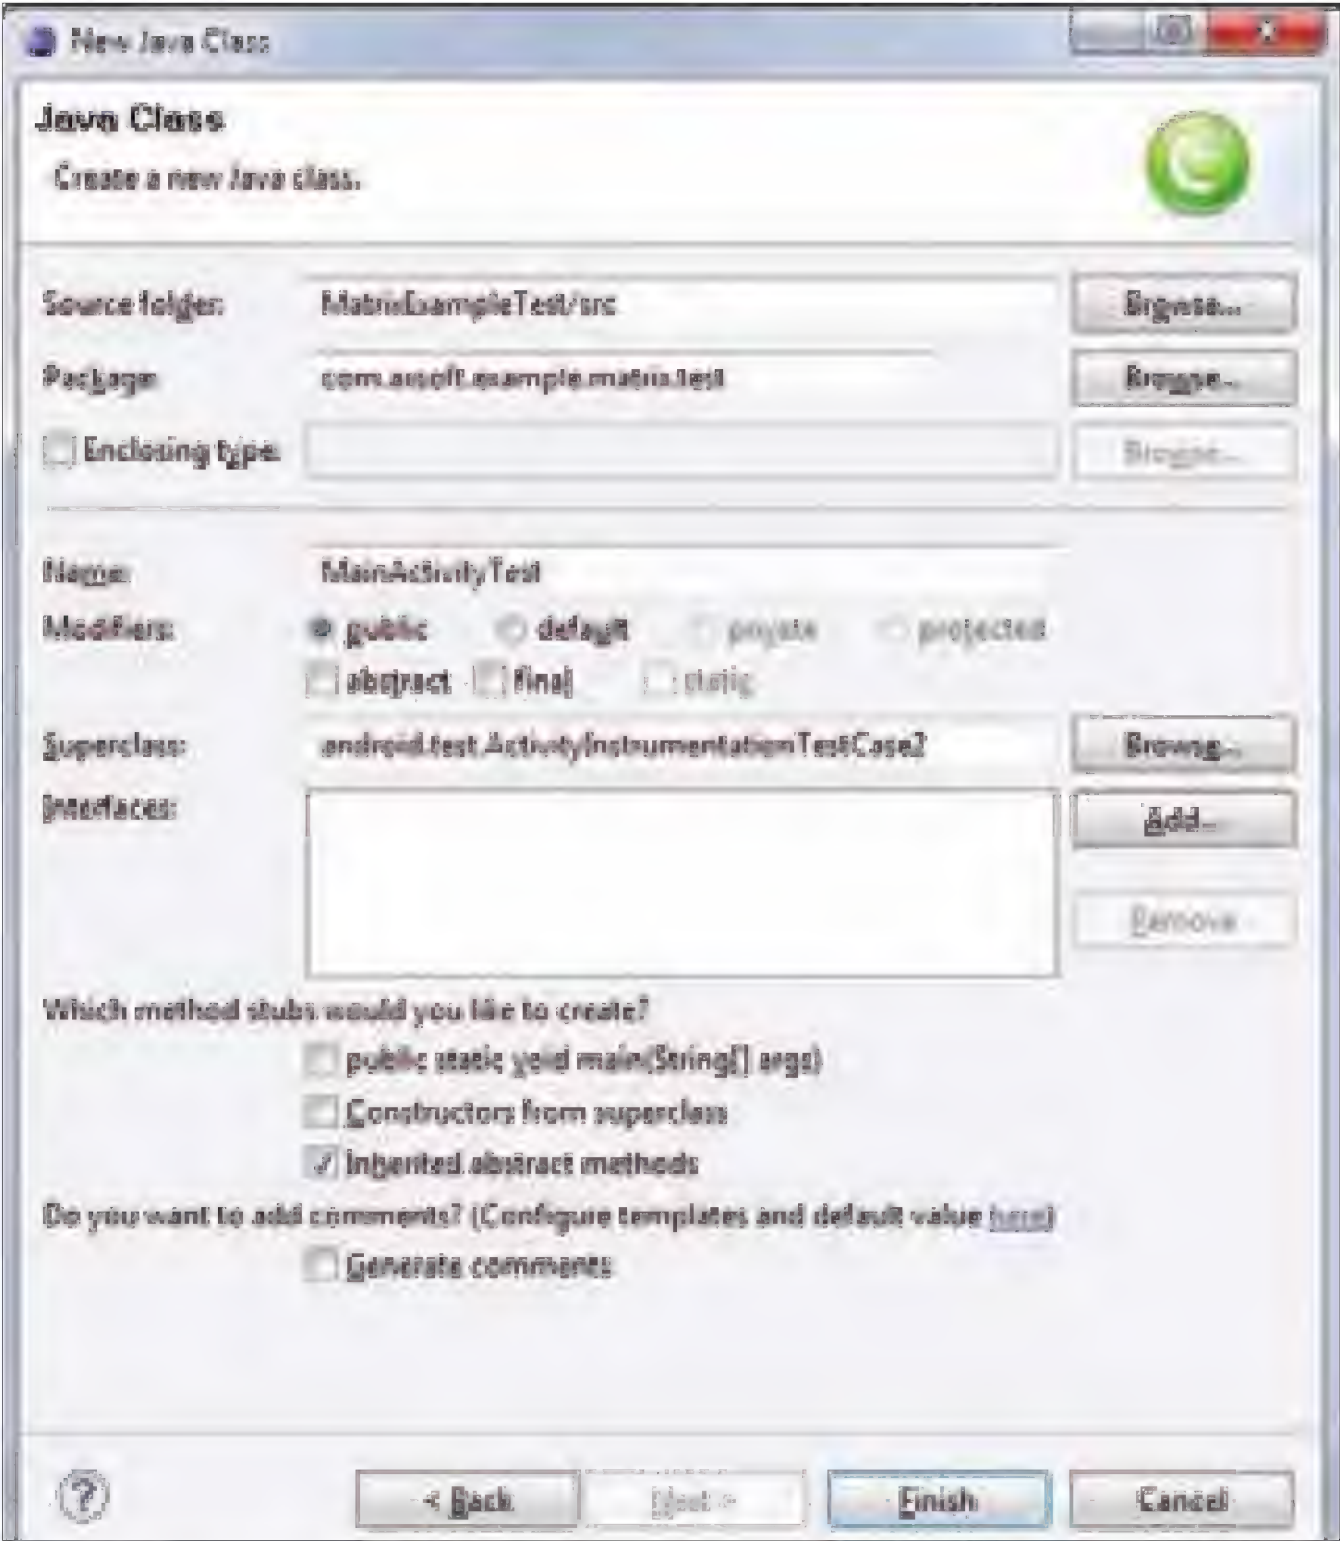 New Java Class
Java Class
Create a new Java class.
Source folder: MatrixExampleTest/src Browse...
Package: com.aisoft.example.matrix.test Browse...
Enclosing type: Browse...
Name: MainActivityTest
Modifiers: public default private protected
abstract final static
Superclass: android.test.ActivityInstrumentationTestCase2 Browse...
Interfaces: Add...
Remove
Which method stubs would you like to create?
public static void main(String[] args)
Constructors from superclass
Inherited abstract methods
Do you want to add comments? (Configure templates and default value here)
Generate comments
? < Back Next > Finish Cancel